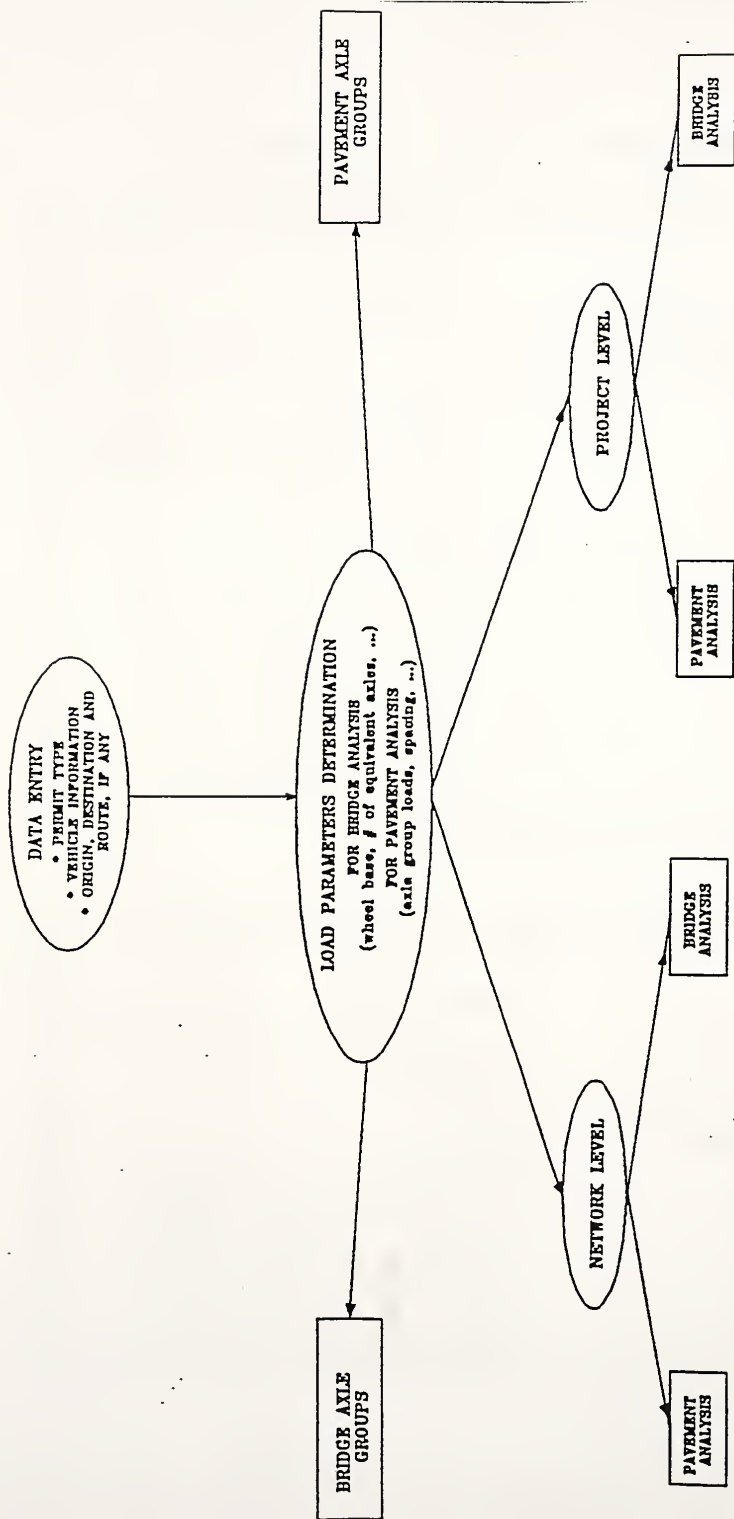 DATA ENTRY
• PERMIT TYPE
• VEHICLE INFORMATION
• ORIGIN, DESTINATION AND
ROUTE, IF ANY
LOAD PARAMETERS DETERMINATION
FOR BRIDGE ANALYSIS
(wheel base, # of equivalent axles, ...)
FOR PAVEMENT ANALYSIS
(axle group loads, spacing, ...)
BRIDGE AXLE
GROUPS
PAVEMENT AXLE
GROUPS
NETWORK LEVEL
PROJECT LEVEL
PAVEMENT
ANALYSIS
BRIDGE
ANALYSIS
PAVEMENT
ANALYSIS
BRIDGE
ANALYSIS